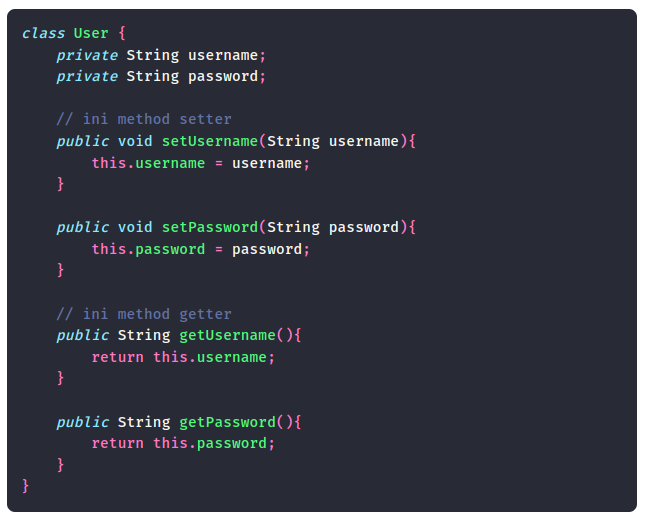 class User {
    private String username;
    private String password;

    // ini method setter
    public void setUsername(String username){
        this.username = username;
    }

    public void setPassword(String password){
        this.password = password;
    }

    // ini method getter
    public String getUsername(){
        return this.username;
    }

    public String getPassword(){
        return this.password;
    }
}